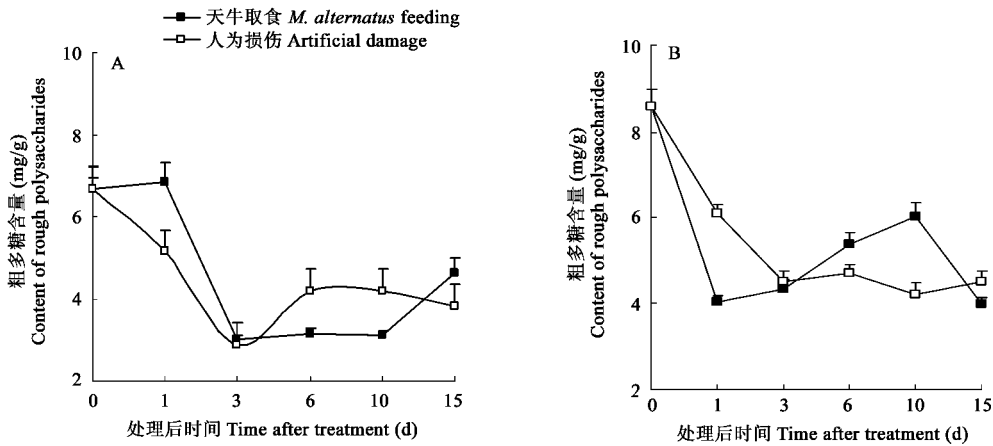 天牛取食 M. alternatus feeding
人为损伤 Artificial damage
A
粗多糖含量 (mg/g)
Content of rough polysaccharides
10
8
6
4
2
0 1 3 6 10 15
处理后时间 Time after treatment (d)
B
粗多糖含量 (mg/g)
Content of rough polysaccharides
10
8
6
4
2
0 1 3 6 10 15
处理后时间 Time after treatment (d)